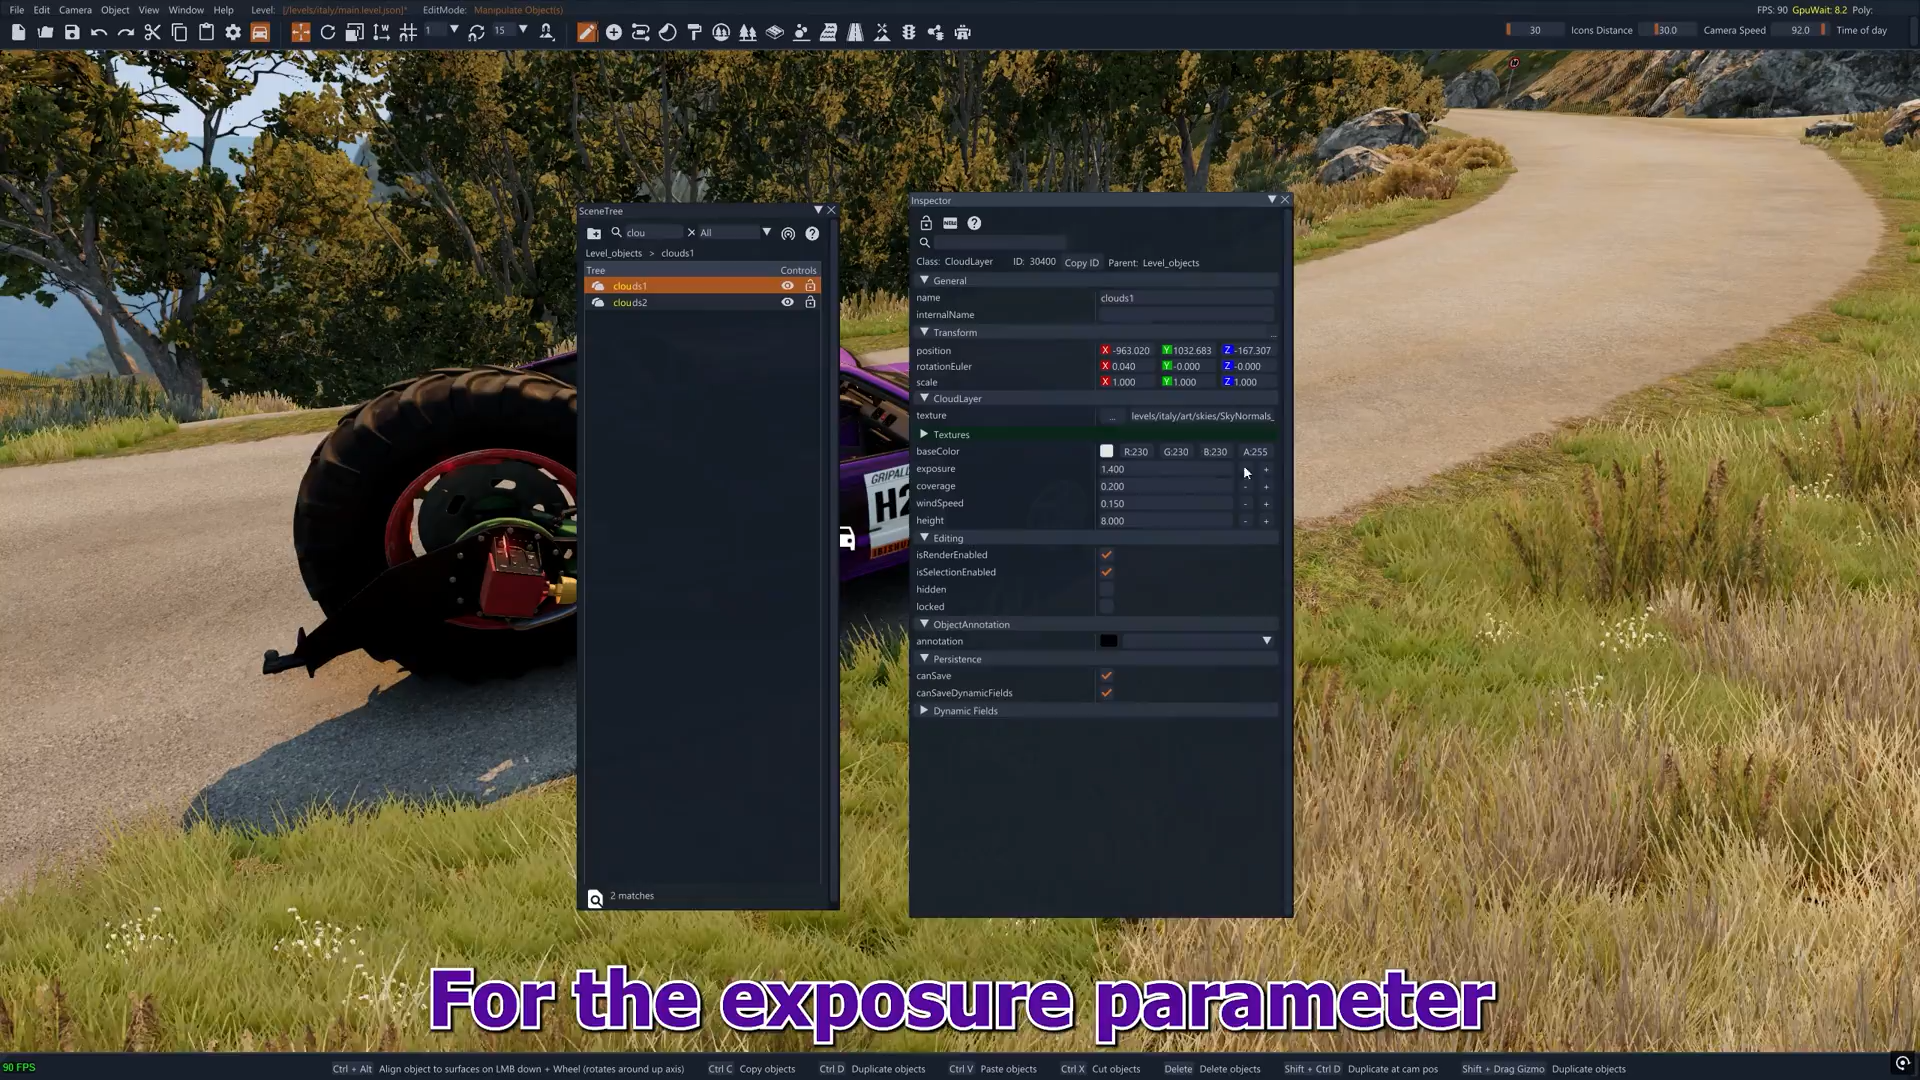 File Edit Camera Object View Window Help Level: [/levels/italy/main.level.json]* EditMode: Manipulate Object(s) FPS: 90 GpuWait: 8.2 Poly:
1 15 30 Icons Distance 30.0 Camera Speed 92.0 Time of day
SceneTree
clou All
Level_objects > clouds1
Tree Controls
clouds1
clouds2
2 matches
Inspector
Class: CloudLayer ID: 30400 Copy ID Parent: Level_objects
General
name clouds1
internalName
Transform
position X -963.020 Y 1032.683 Z -167.307
rotationEuler X 0.040 Y -0.000 Z -0.000
scale X 1.000 Y 1.000 Z 1.000
CloudLayer
texture ... levels/italy/art/skies/SkyNormals_
Textures
baseColor R:230 G:230 B:230 A:255
exposure 1.400 +
coverage 0.200 - +
windSpeed 0.150 - +
height 8.000 - +
Editing
isRenderEnabled
isSelectionEnabled
hidden
locked
ObjectAnnotation
annotation
Persistence
canSave
canSaveDynamicFields
Dynamic Fields
For the exposure parameter
90 FPS Ctrl + Alt Align object to surfaces on LMB down + Wheel (rotates around up axis) Ctrl C Copy objects Ctrl D Duplicate objects Ctrl V Paste objects Ctrl X Cut objects Delete Delete objects Shift + Ctrl D Duplicate at cam pos Shift + Drag Gizmo Duplicate objects